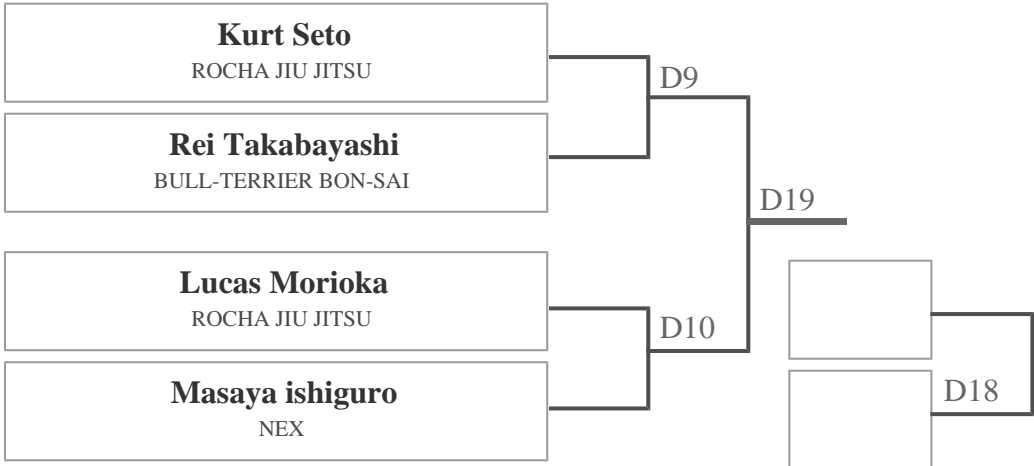 Kurt Seto
ROCHA JIU JITSU
D9
Rei Takabayashi
BULL-TERRIER BON-SAI
D19
Lucas Morioka
ROCHA JIU JITSU
D10
Masaya ishiguro
NEX
D18